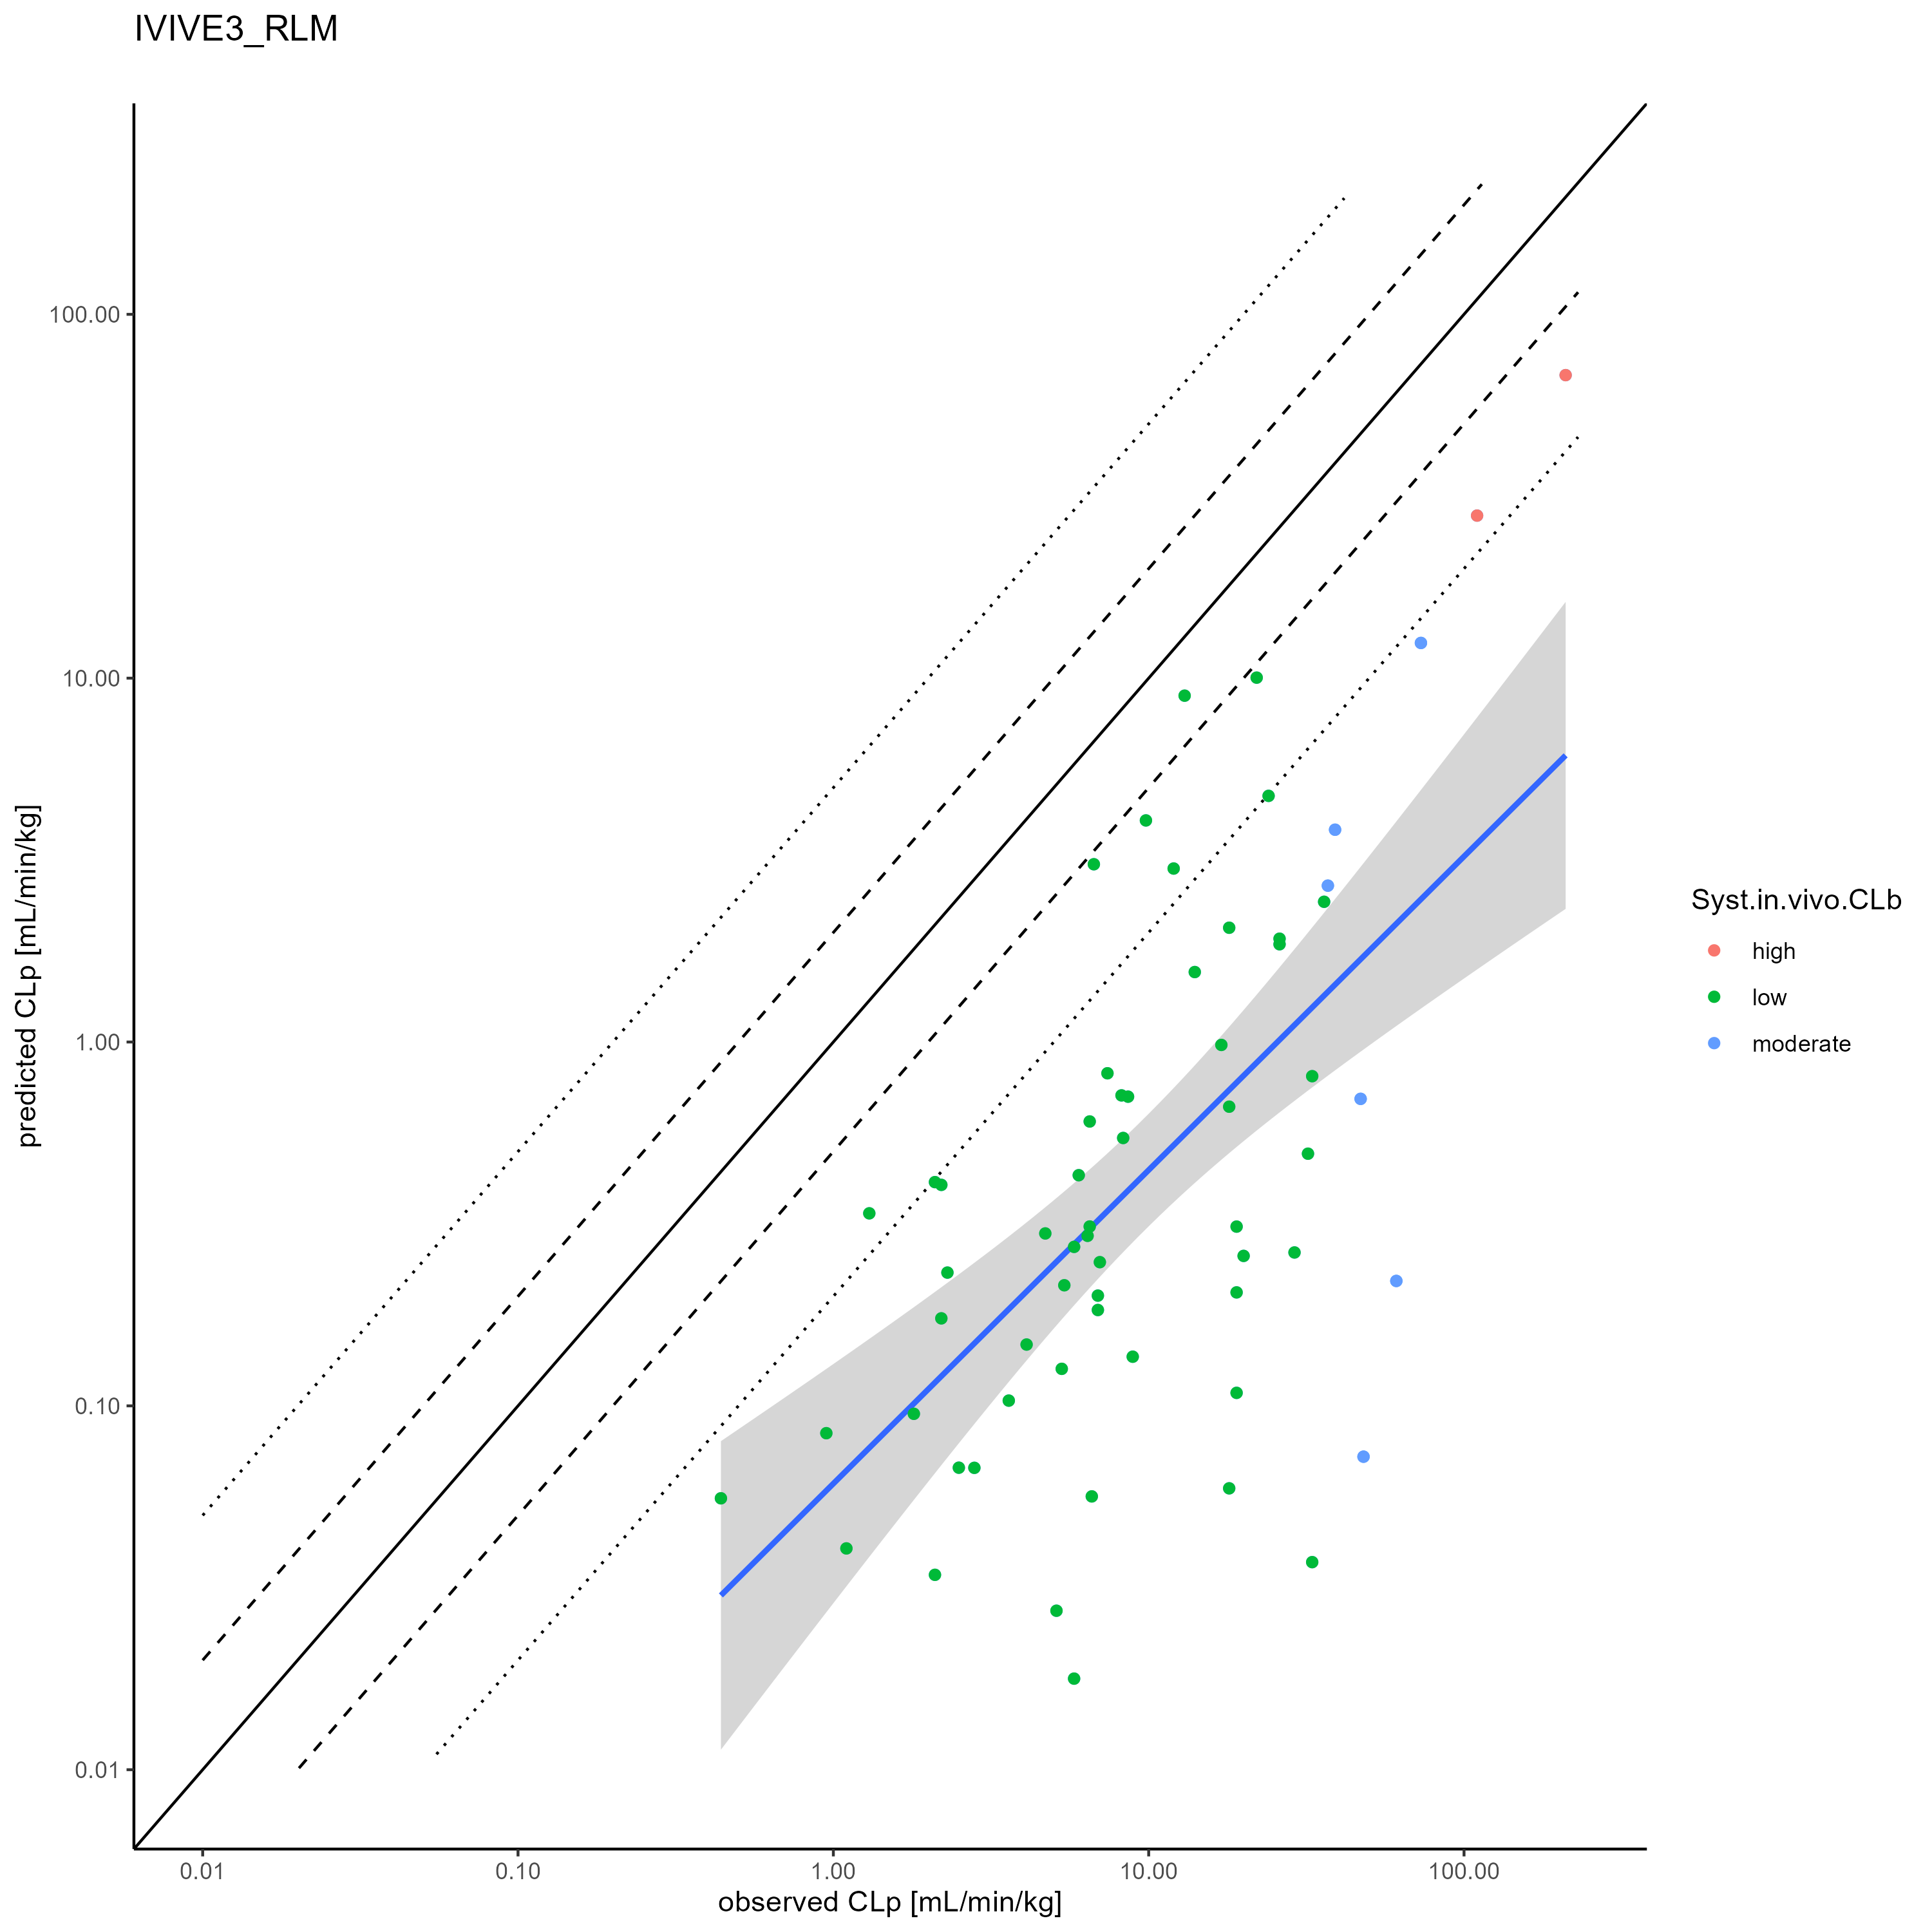 IVIVE3_RLM
predicted CLp [mL/min/kg]
100.00
10.00
1.00
0.10
0.01
0.01 0.10 1.00 10.00 100.00
observed CLp [mL/min/kg]
Syst.in.vivo.CLb
high
low
moderate